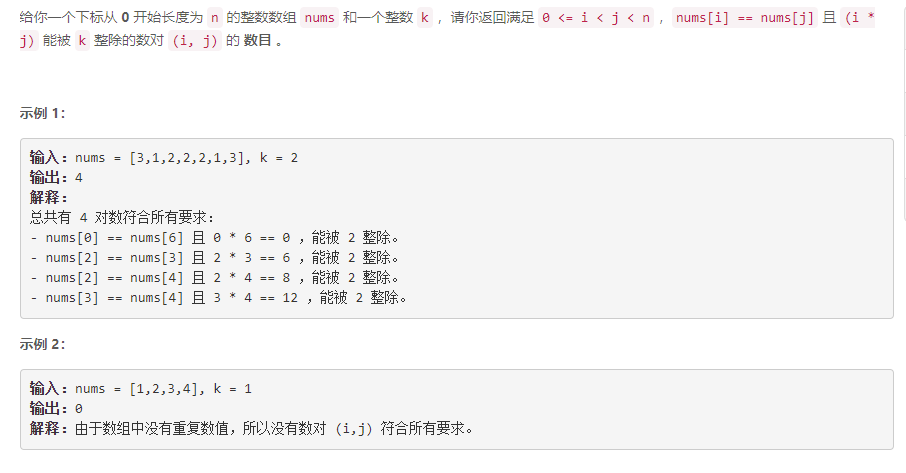 给你一个下标从 0 开始长度为 n 的整数数组 nums 和一个整数 k ，请你返回满足 0 <= i < j < n ，nums[i] == nums[j] 且 (i *
j) 能被 k 整除的数对 (i, j) 的 数目 。
示例 1：
输入：nums = [3,1,2,2,2,1,3], k = 2
输出：4
解释：
总共有 4 对数符合所有要求：
- nums[0] == nums[6] 且 0 * 6 == 0 ，能被 2 整除。
- nums[2] == nums[3] 且 2 * 3 == 6 ，能被 2 整除。
- nums[2] == nums[4] 且 2 * 4 == 8 ，能被 2 整除。
- nums[3] == nums[4] 且 3 * 4 == 12 ，能被 2 整除。
示例 2：
输入：nums = [1,2,3,4], k = 1
输出：0
解释：由于数组中没有重复数值，所以没有数对 (i,j) 符合所有要求。